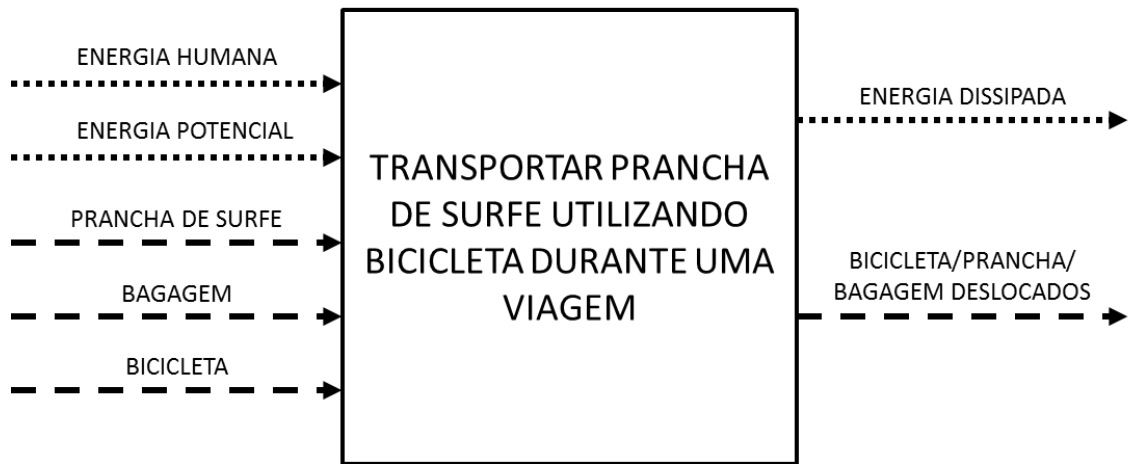 ENERGIA HUMANA
ENERGIA POTENCIAL
PRANCHA DE SURFE
BAGAGEM
BICICLETA
TRANSPORTAR PRANCHA
DE SURFE UTILIZANDO
BICICLETA DURANTE UMA
VIAGEM
ENERGIA DISSIPADA
BICICLETA/PRANCHA/
BAGAGEM DESLOCADOS